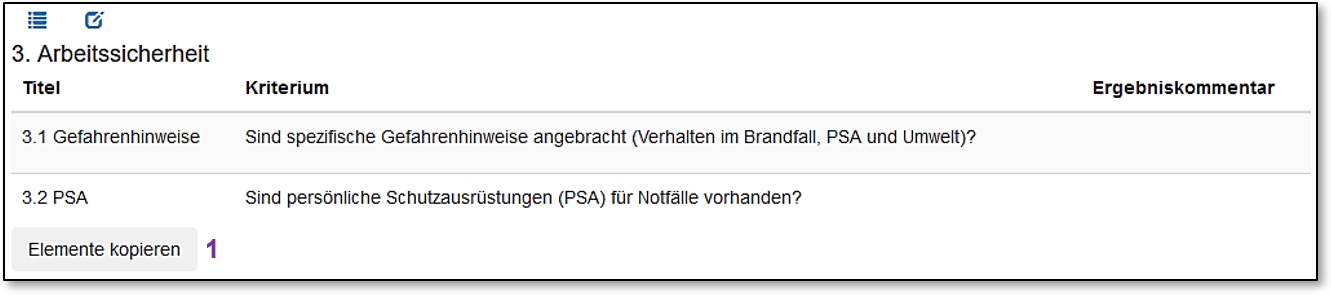 3. Arbeitssicherheit
Titel Kriterium Ergebniskommentar
3.1 Gefahrenhinweise Sind spezifische Gefahrenhinweise angebracht (Verhalten im Brandfall, PSA und Umwelt)?
3.2 PSA Sind persönliche Schutzausrüstungen (PSA) für Notfälle vorhanden?
Elemente kopieren 1